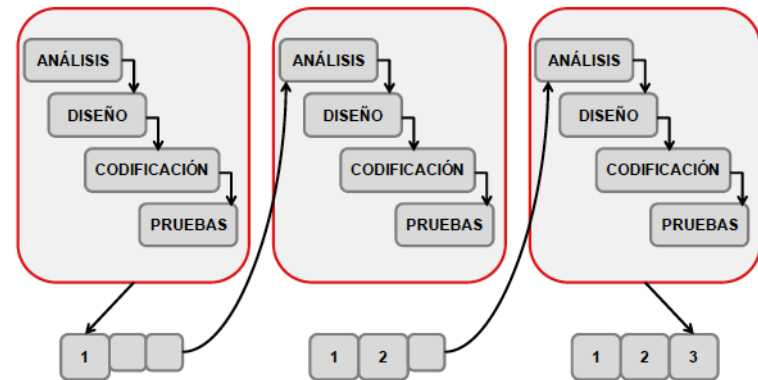 ANÁLISIS
DISEÑO
CODIFICACIÓN
PRUEBAS
ANÁLISIS
DISEÑO
CODIFICACIÓN
PRUEBAS
ANÁLISIS
DISEÑO
CODIFICACIÓN
PRUEBAS
1
1 2
1 2 3